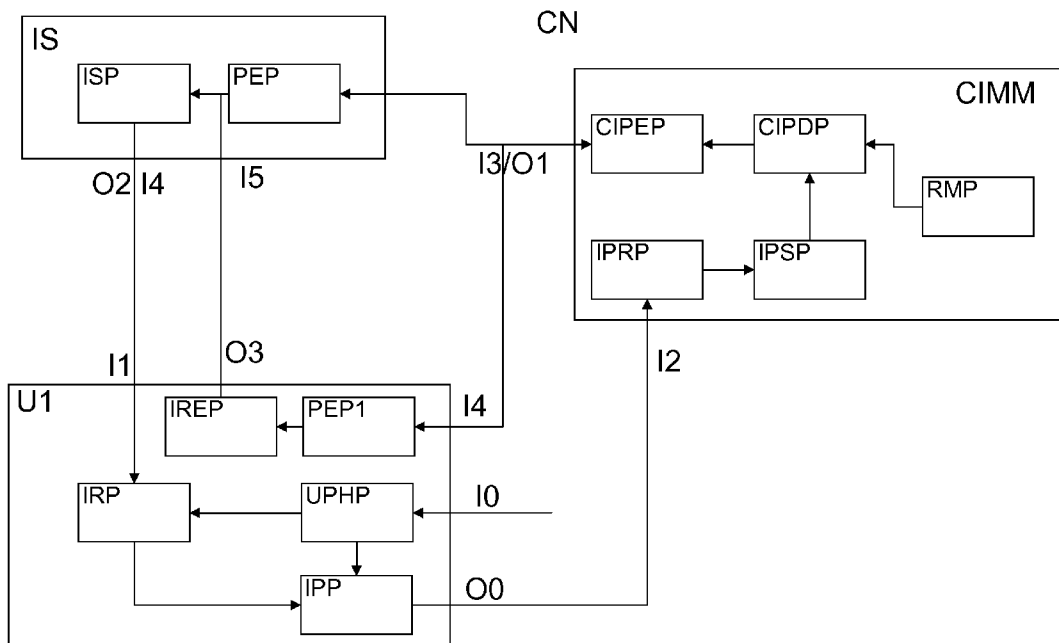 CN
IS
ISP
PEP
CIMM
CIPEP
CIPDP
RMP
I3/O1
O2 I4
I5
IPRP
IPSP
I1
O3
I2
U1
IREP
PEP1
I4
IRP
UPHP
I0
IPP
O0